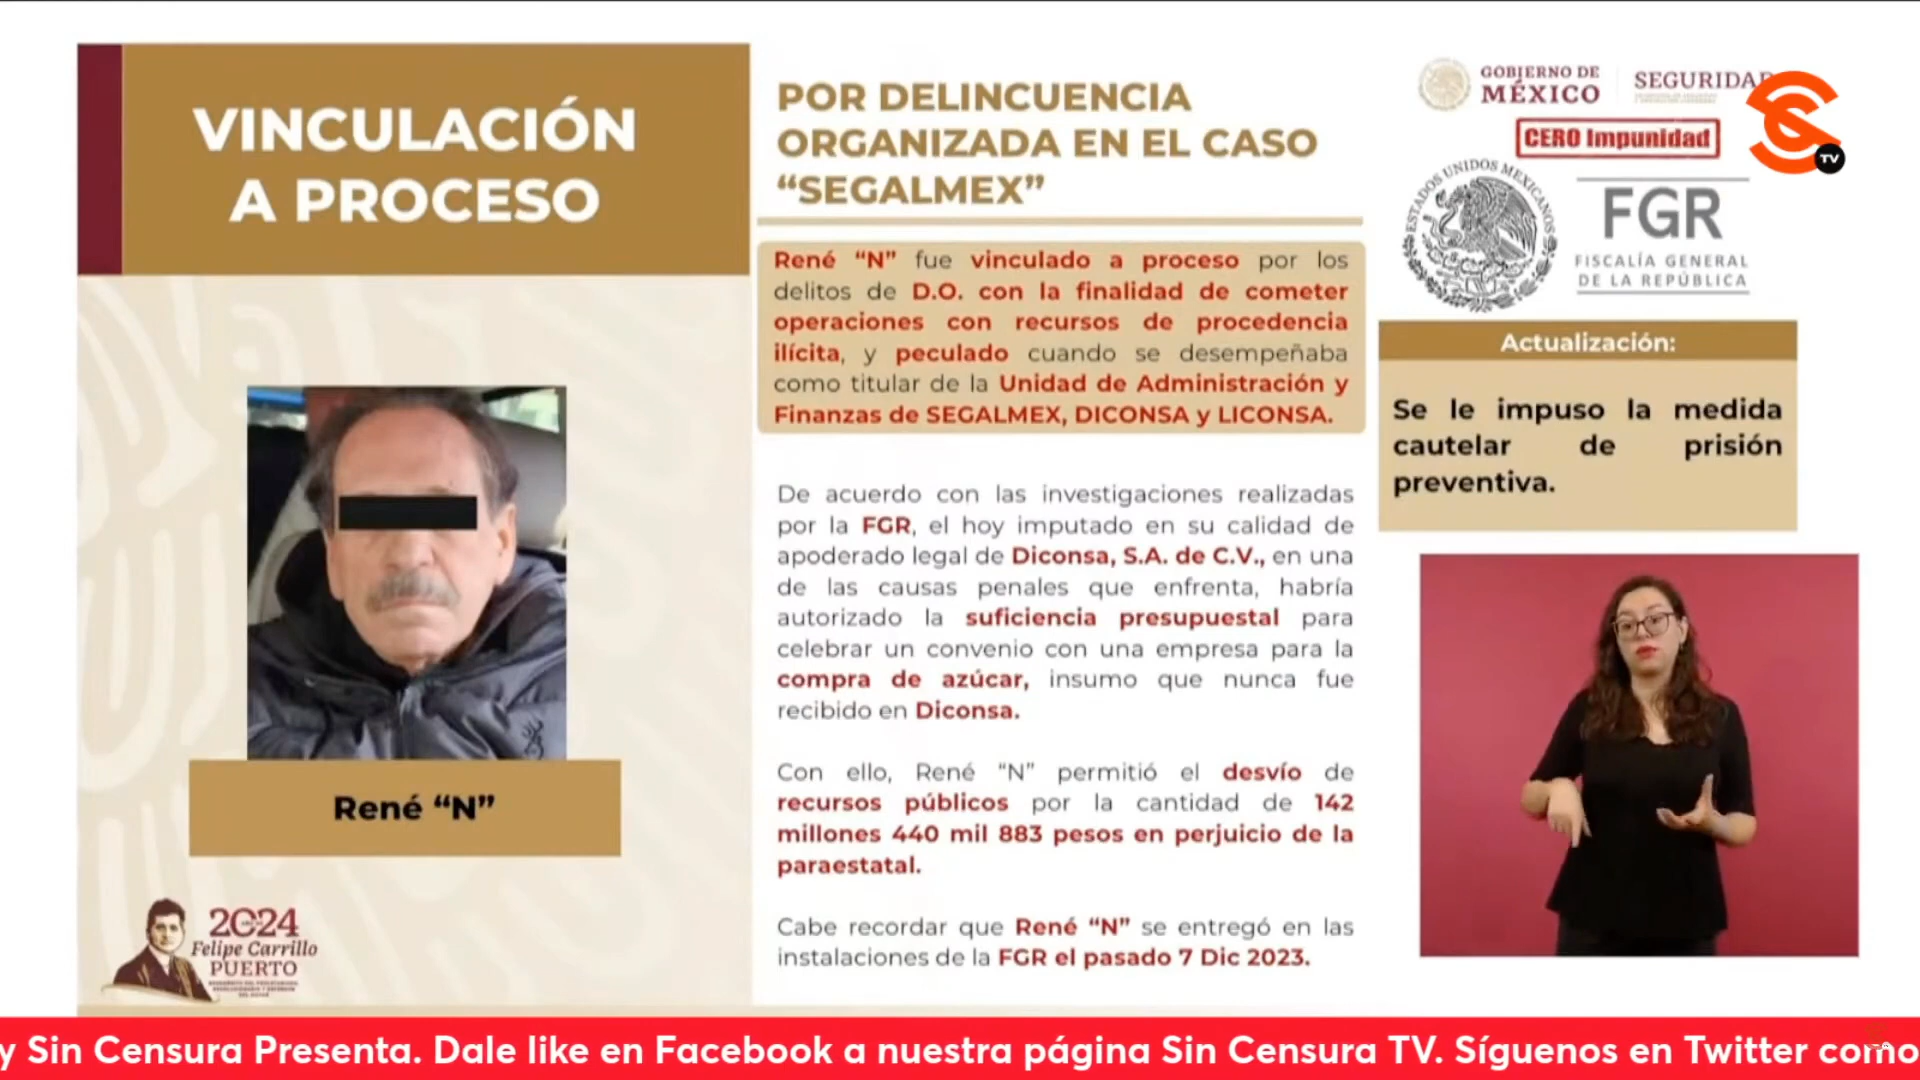 VINCULACIÓN
A PROCESO
POR DELINCUENCIA
ORGANIZADA EN EL CASO
“SEGALMEX”
René “N” fue vinculado a proceso por los
delitos de D.O. con la finalidad de cometer
operaciones con recursos de procedencia
ilícita, y peculado cuando se desempeñaba
como titular de la Unidad de Administración y
Finanzas de SEGALMEX, DICONSA y LICONSA.
De acuerdo con las investigaciones realizadas
por la FGR, el hoy imputado en su calidad de
apoderado legal de Diconsa, S.A. de C.V., en una
de las causas penales que enfrenta, habría
autorizado la suficiencia presupuestal para
celebrar un convenio con una empresa para la
compra de azúcar, insumo que nunca fue
recibido en Diconsa.
Con ello, René “N” permitió el desvío de
recursos públicos por la cantidad de 142
millones 440 mil 883 pesos en perjuicio de la
paraestatal.
Cabe recordar que René “N” se entregó en las
instalaciones de la FGR el pasado 7 Dic 2023.
GOBIERNO DE
MÉXICO
SEGURIDAD
TV
CERO Impunidad
ESTADOS UNIDOS MEXICANOS
FGR
FISCALÍA GENERAL
DE LA REPÚBLICA
Actualización:
Se le impuso la medida
cautelar de prisión
preventiva.
René “N”
2024
Felipe Carrillo
PUERTO
y Sin Censura Presenta. Dale like en Facebook a nuestra página Sin Censura TV. Síguenos en Twitter como